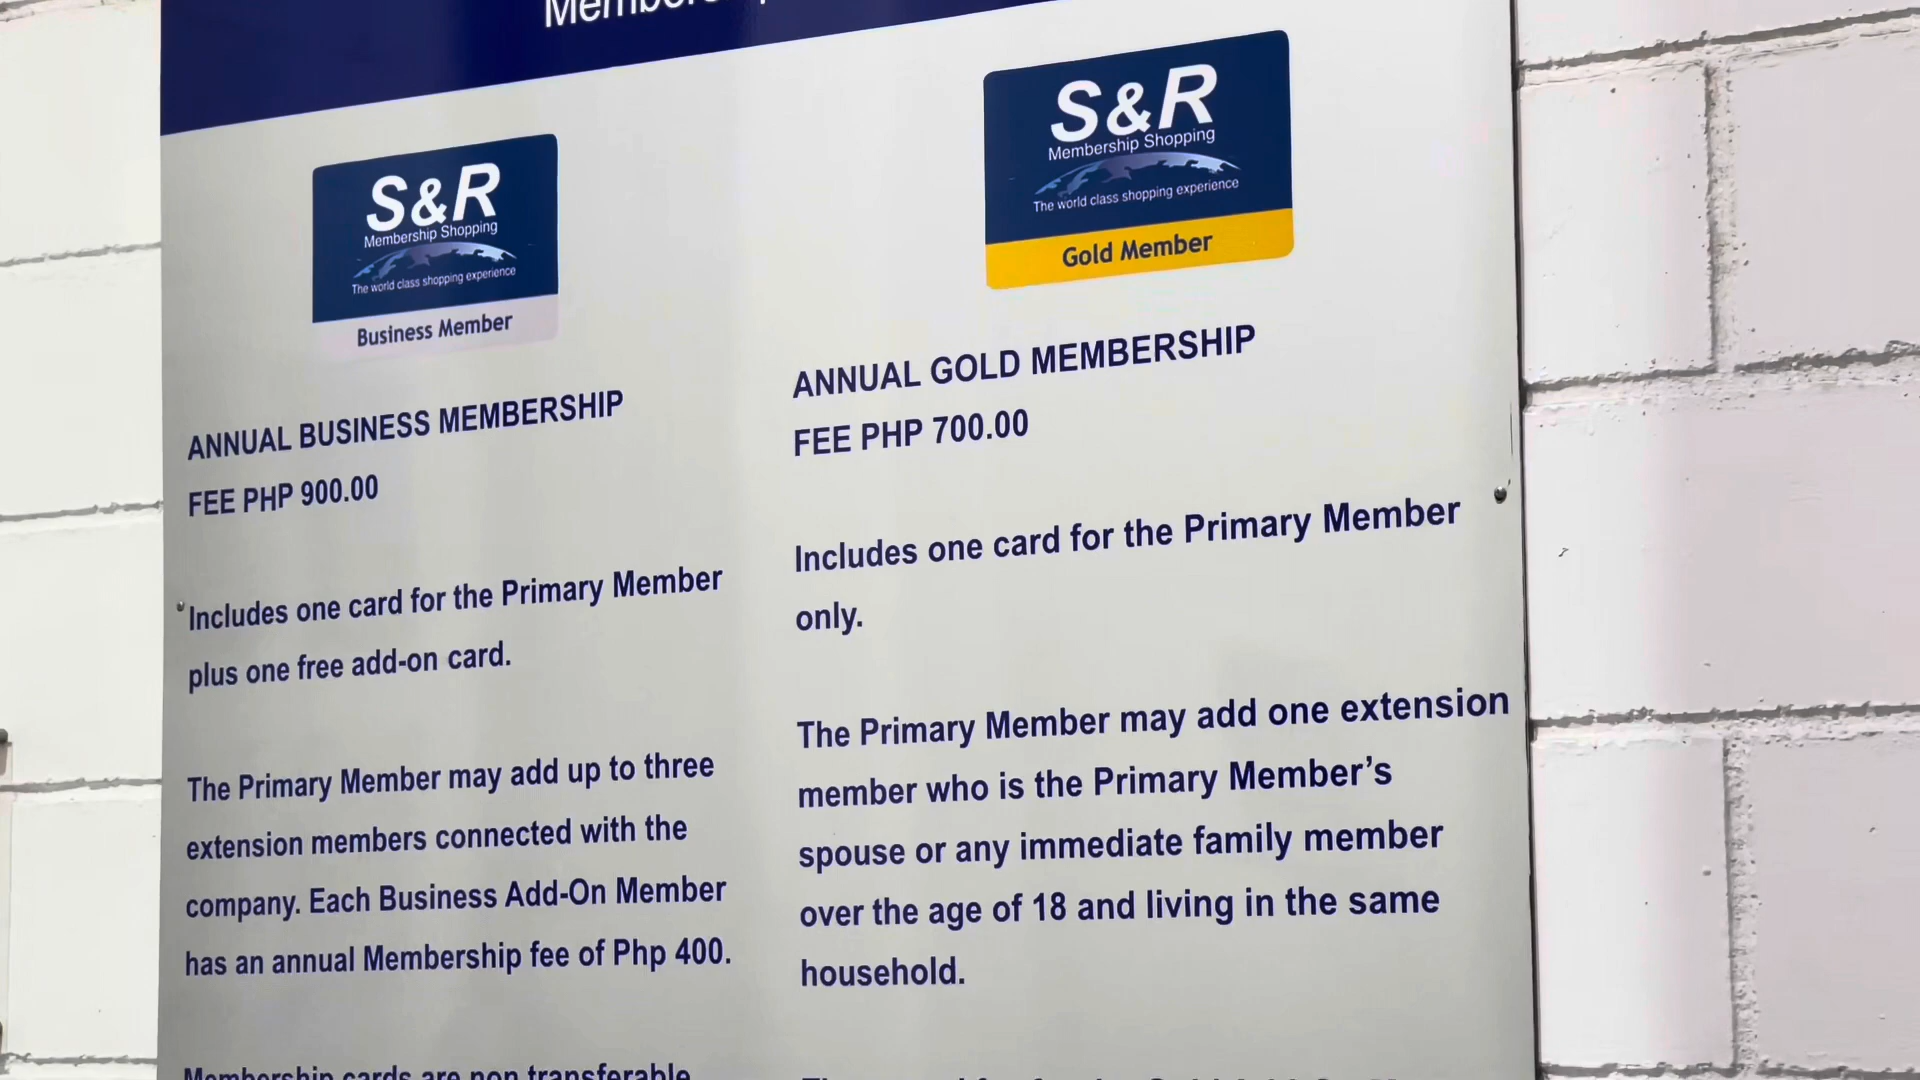 S&R
Membership Shopping
The world class shopping experience
Business Member
ANNUAL BUSINESS MEMBERSHIP
FEE PHP 900.00
Includes one card for the Primary Member
plus one free add-on card.
The Primary Member may add up to three
extension members connected with the
company. Each Business Add-On Member
has an annual Membership fee of Php 400.
Membership cards are non transferable
S&R
Membership Shopping
The world class shopping experience
Gold Member
ANNUAL GOLD MEMBERSHIP
FEE PHP 700.00
Includes one card for the Primary Member
only.
The Primary Member may add one extension
member who is the Primary Member’s
spouse or any immediate family member
over the age of 18 and living in the same
household.